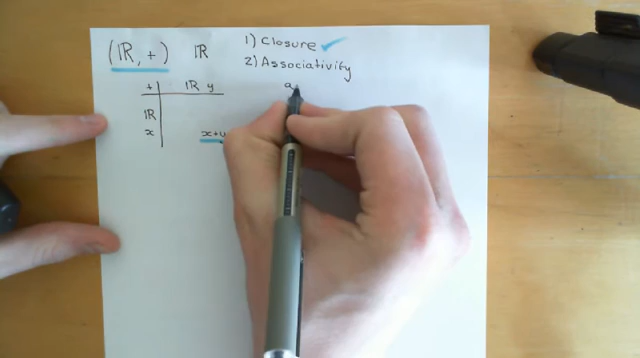 (ℝ, +) ℝ
1) Closure ✓
2) Associativity
+ ℝ y
ℝ
x x+y
a